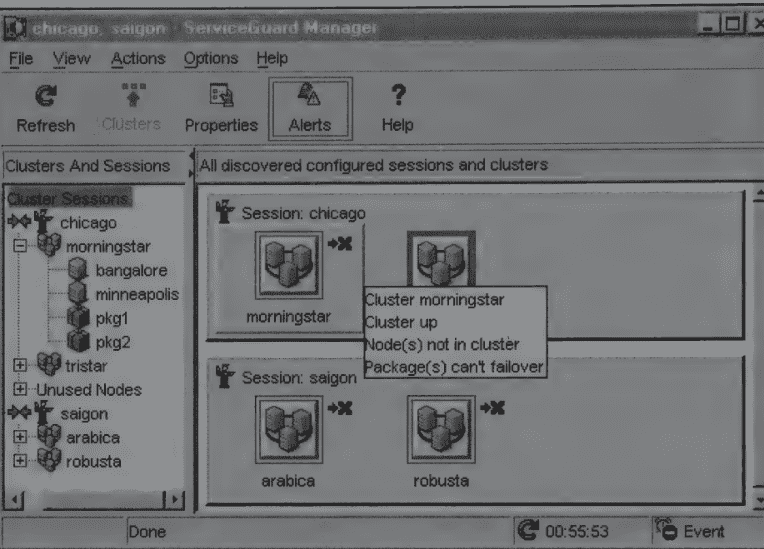 chicago, saigon - ServiceGuard Manager
File View Actions Options Help
Refresh Clusters Properties Alerts Help
Clusters And Sessions
All discovered configured sessions and clusters
Cluster Sessions
chicago
morningstar
bangalore
minneapolis
pkg1
pkg2
tristar
Unused Nodes
saigon
arabica
robusta
Session: chicago
morningstar
Cluster morningstar
Cluster up
Node(s) not in cluster
Package(s) can't failover
Session: saigon
arabica
robusta
Done
00:55:53
Event